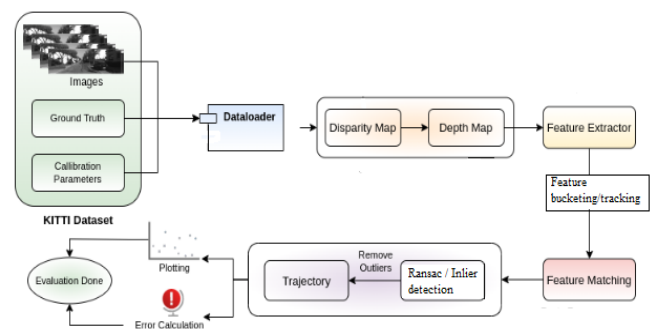 Images
Ground Truth
Callibration
Parameters
KITTI Dataset
Dataloader
Disparity Map
Depth Map
Feature Extractor
Feature
bucketing/tracking
Feature Matching
Remove
Outliers
Ransac / Inlier
detection
Trajectory
Plotting
Error Calculation
Evaluation Done